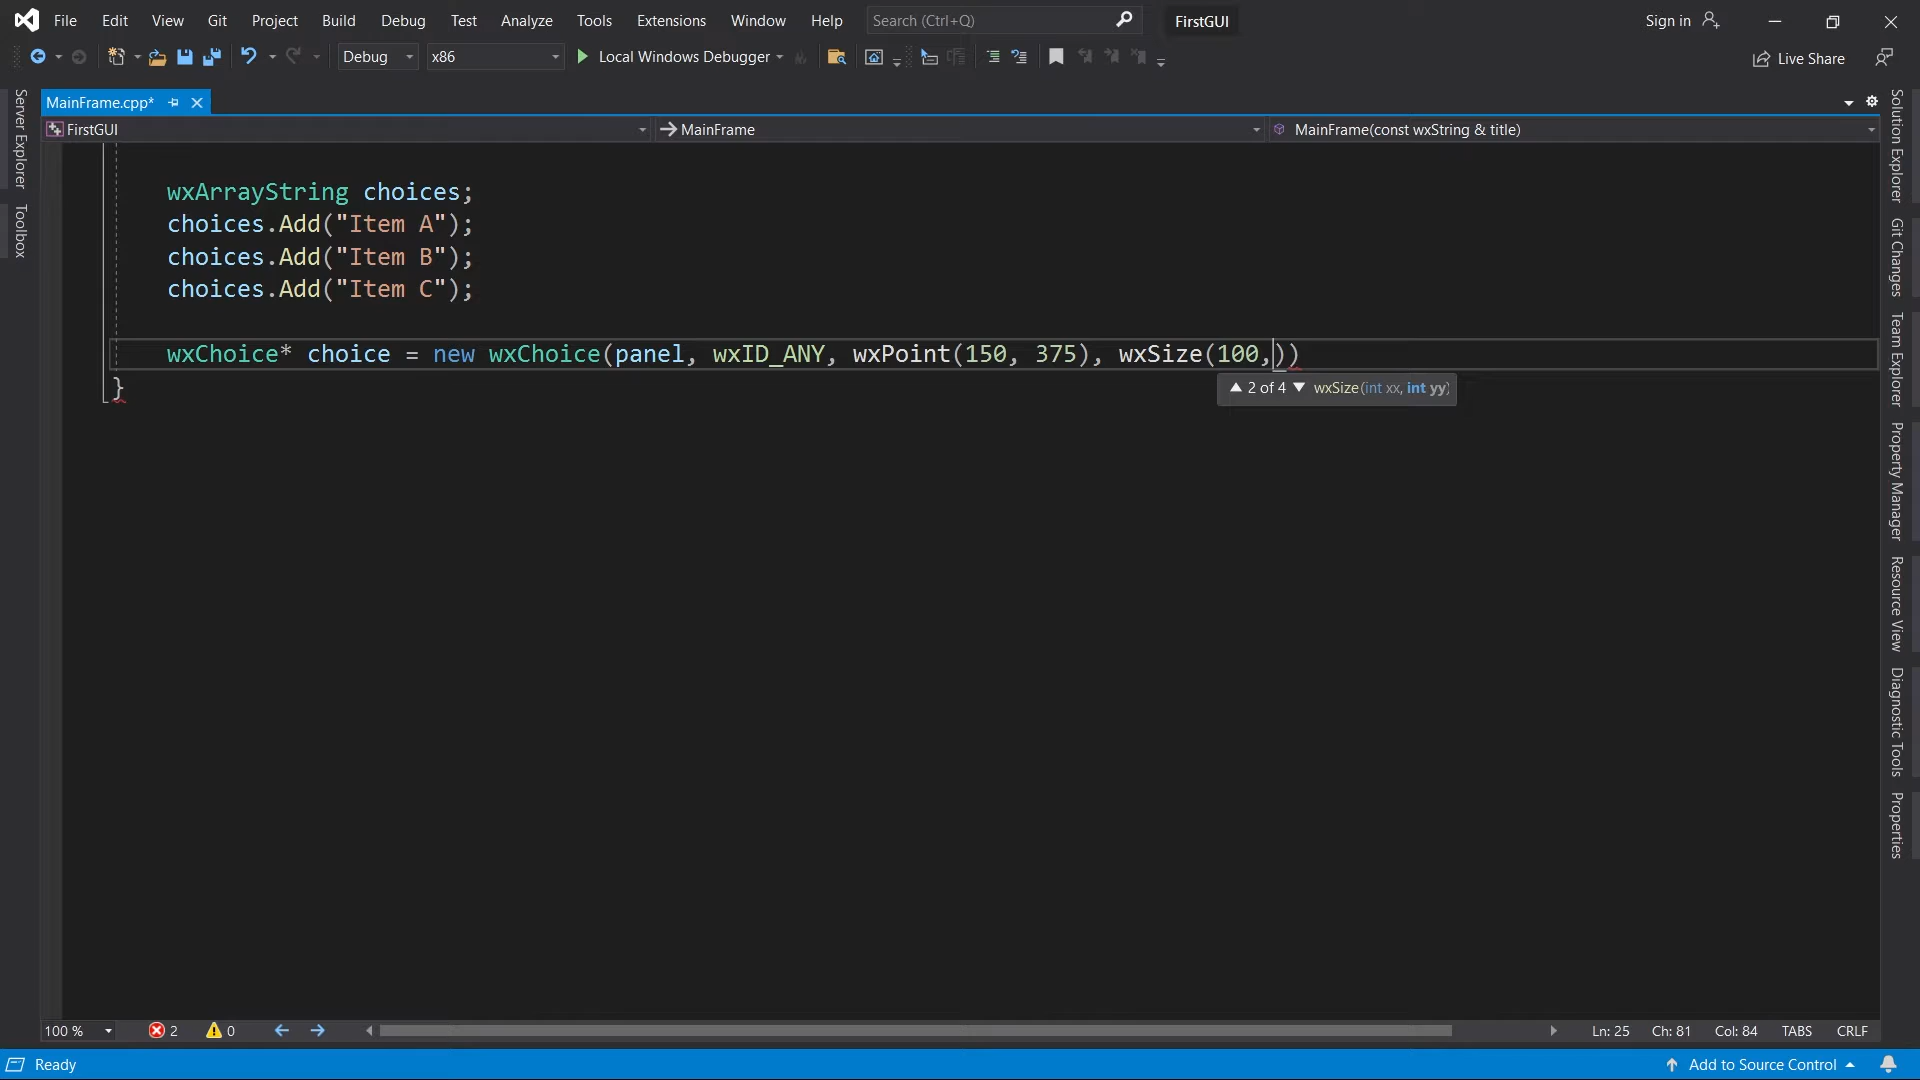 File Edit View Git Project Build Debug Test Analyze Tools Extensions Window Help Search (Ctrl+Q) FirstGUI Sign in
Debug x86 Local Windows Debugger Live Share
MainFrame.cpp*
FirstGUI MainFrame MainFrame(const wxString & title)
Server Explorer
Toolbox
wxArrayString choices;
choices.Add("Item A");
choices.Add("Item B");
choices.Add("Item C");
wxChoice* choice = new wxChoice(panel, wxID_ANY, wxPoint(150, 375), wxSize(100,))
2 of 4 wxSize(int xx, int yy)
}
Solution Explorer
Git Changes
Team Explorer
Property Manager
Resource View
Diagnostic Tools
Properties
100 % 2 0 Ln: 25 Ch: 81 Col: 84 TABS CRLF
Ready Add to Source Control